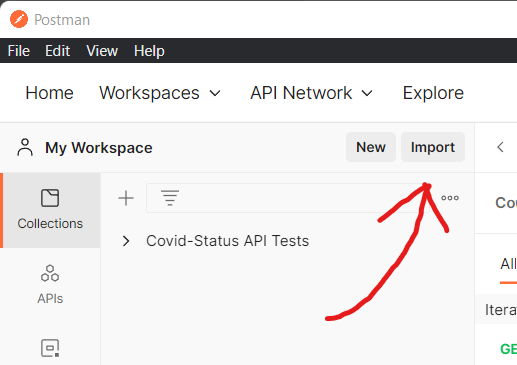 Postman
File Edit View Help
Home Workspaces API Network Explore
My Workspace New Import
Collections
Covid-Status API Tests
APIs
All
Itera
GE